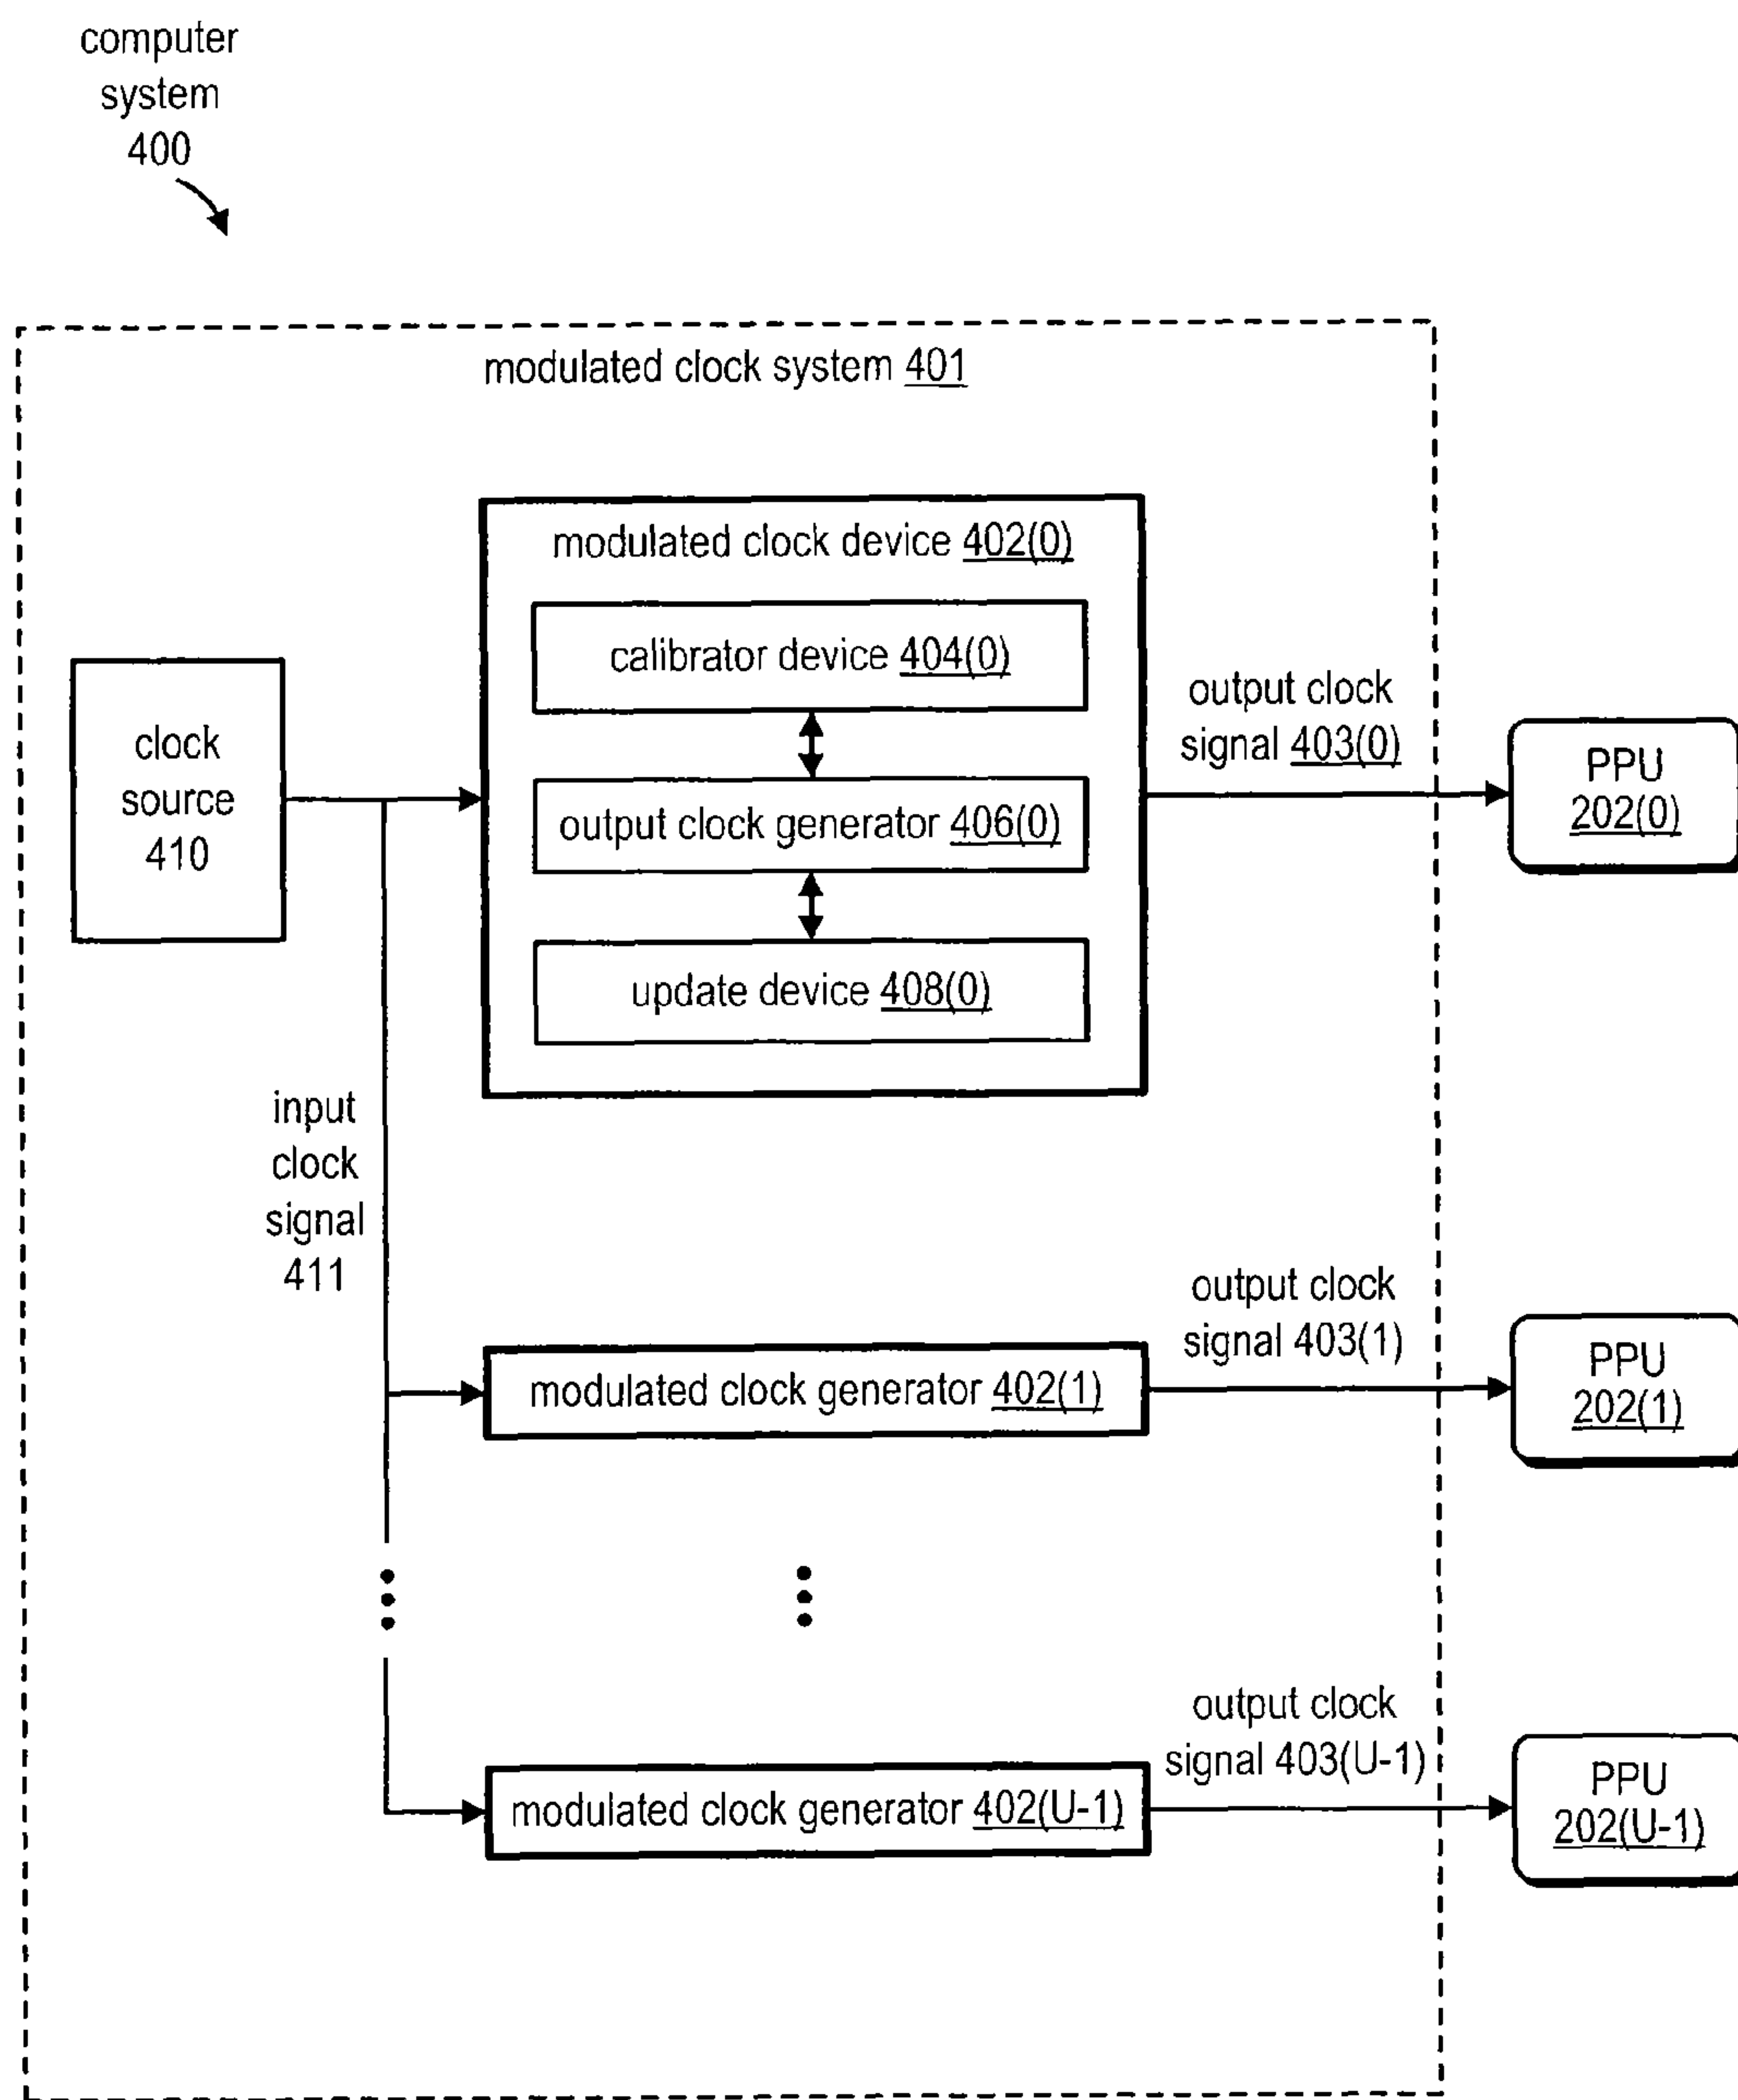 computer
system
400
modulated clock system 401
modulated clock device 402(0)
calibrator device 404(0)
output clock generator 406(0)
update device 408(0)
clock
source
410
output clock
signal 403(0)
PPU
202(0)
input
clock
signal
411
output clock
signal 403(1)
modulated clock generator 402(1)
PPU
202(1)
output clock
signal 403(U-1)
modulated clock generator 402(U-1)
PPU
202(U-1)